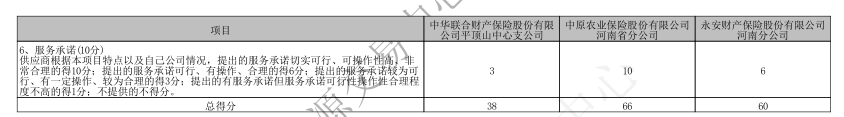 项目
中华联合财产保险股份有限
公司平顶山中心支公司
中原农业保险股份有限公司
河南省分公司
永安财产保险股份有限公司
河南分公司
6、服务承诺(10分)
供应商根据本项目特点以及自己公司情况，提出的服务承诺切实可行、可操作性高，非
常合理的得10分；提出的服务承诺可行、有操作、合理的得6分；提出的服务承诺较为可
行、有一定操作、较为合理的得3分；提出的有服务承诺但服务承诺可行性操作性合理程
度不高的得1分；不提供的不得分。
3
10
6
总得分
38
66
60
源交易中心
中心